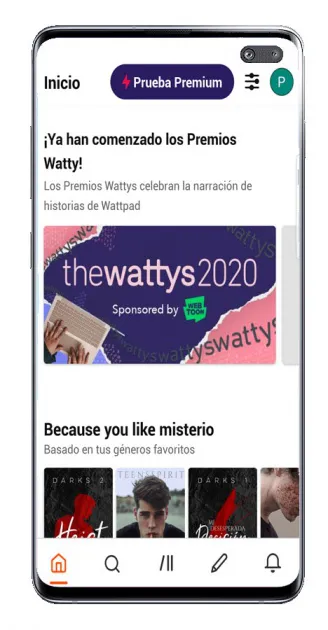 Inicio
Prueba Premium
P
¡Ya han comenzado los Premios
Watty!
Los Premios Wattys celebran la narración de
historias de Wattpad
wattyswattys
thewattys2020
Sponsored by WEB
TOON
wattyswattys
Because you like misterio
Basado en tus géneros favoritos
DARKS 2
TEENSPIRIT
DARKS 1
Heist
MI
DESESPERADA
Decisión